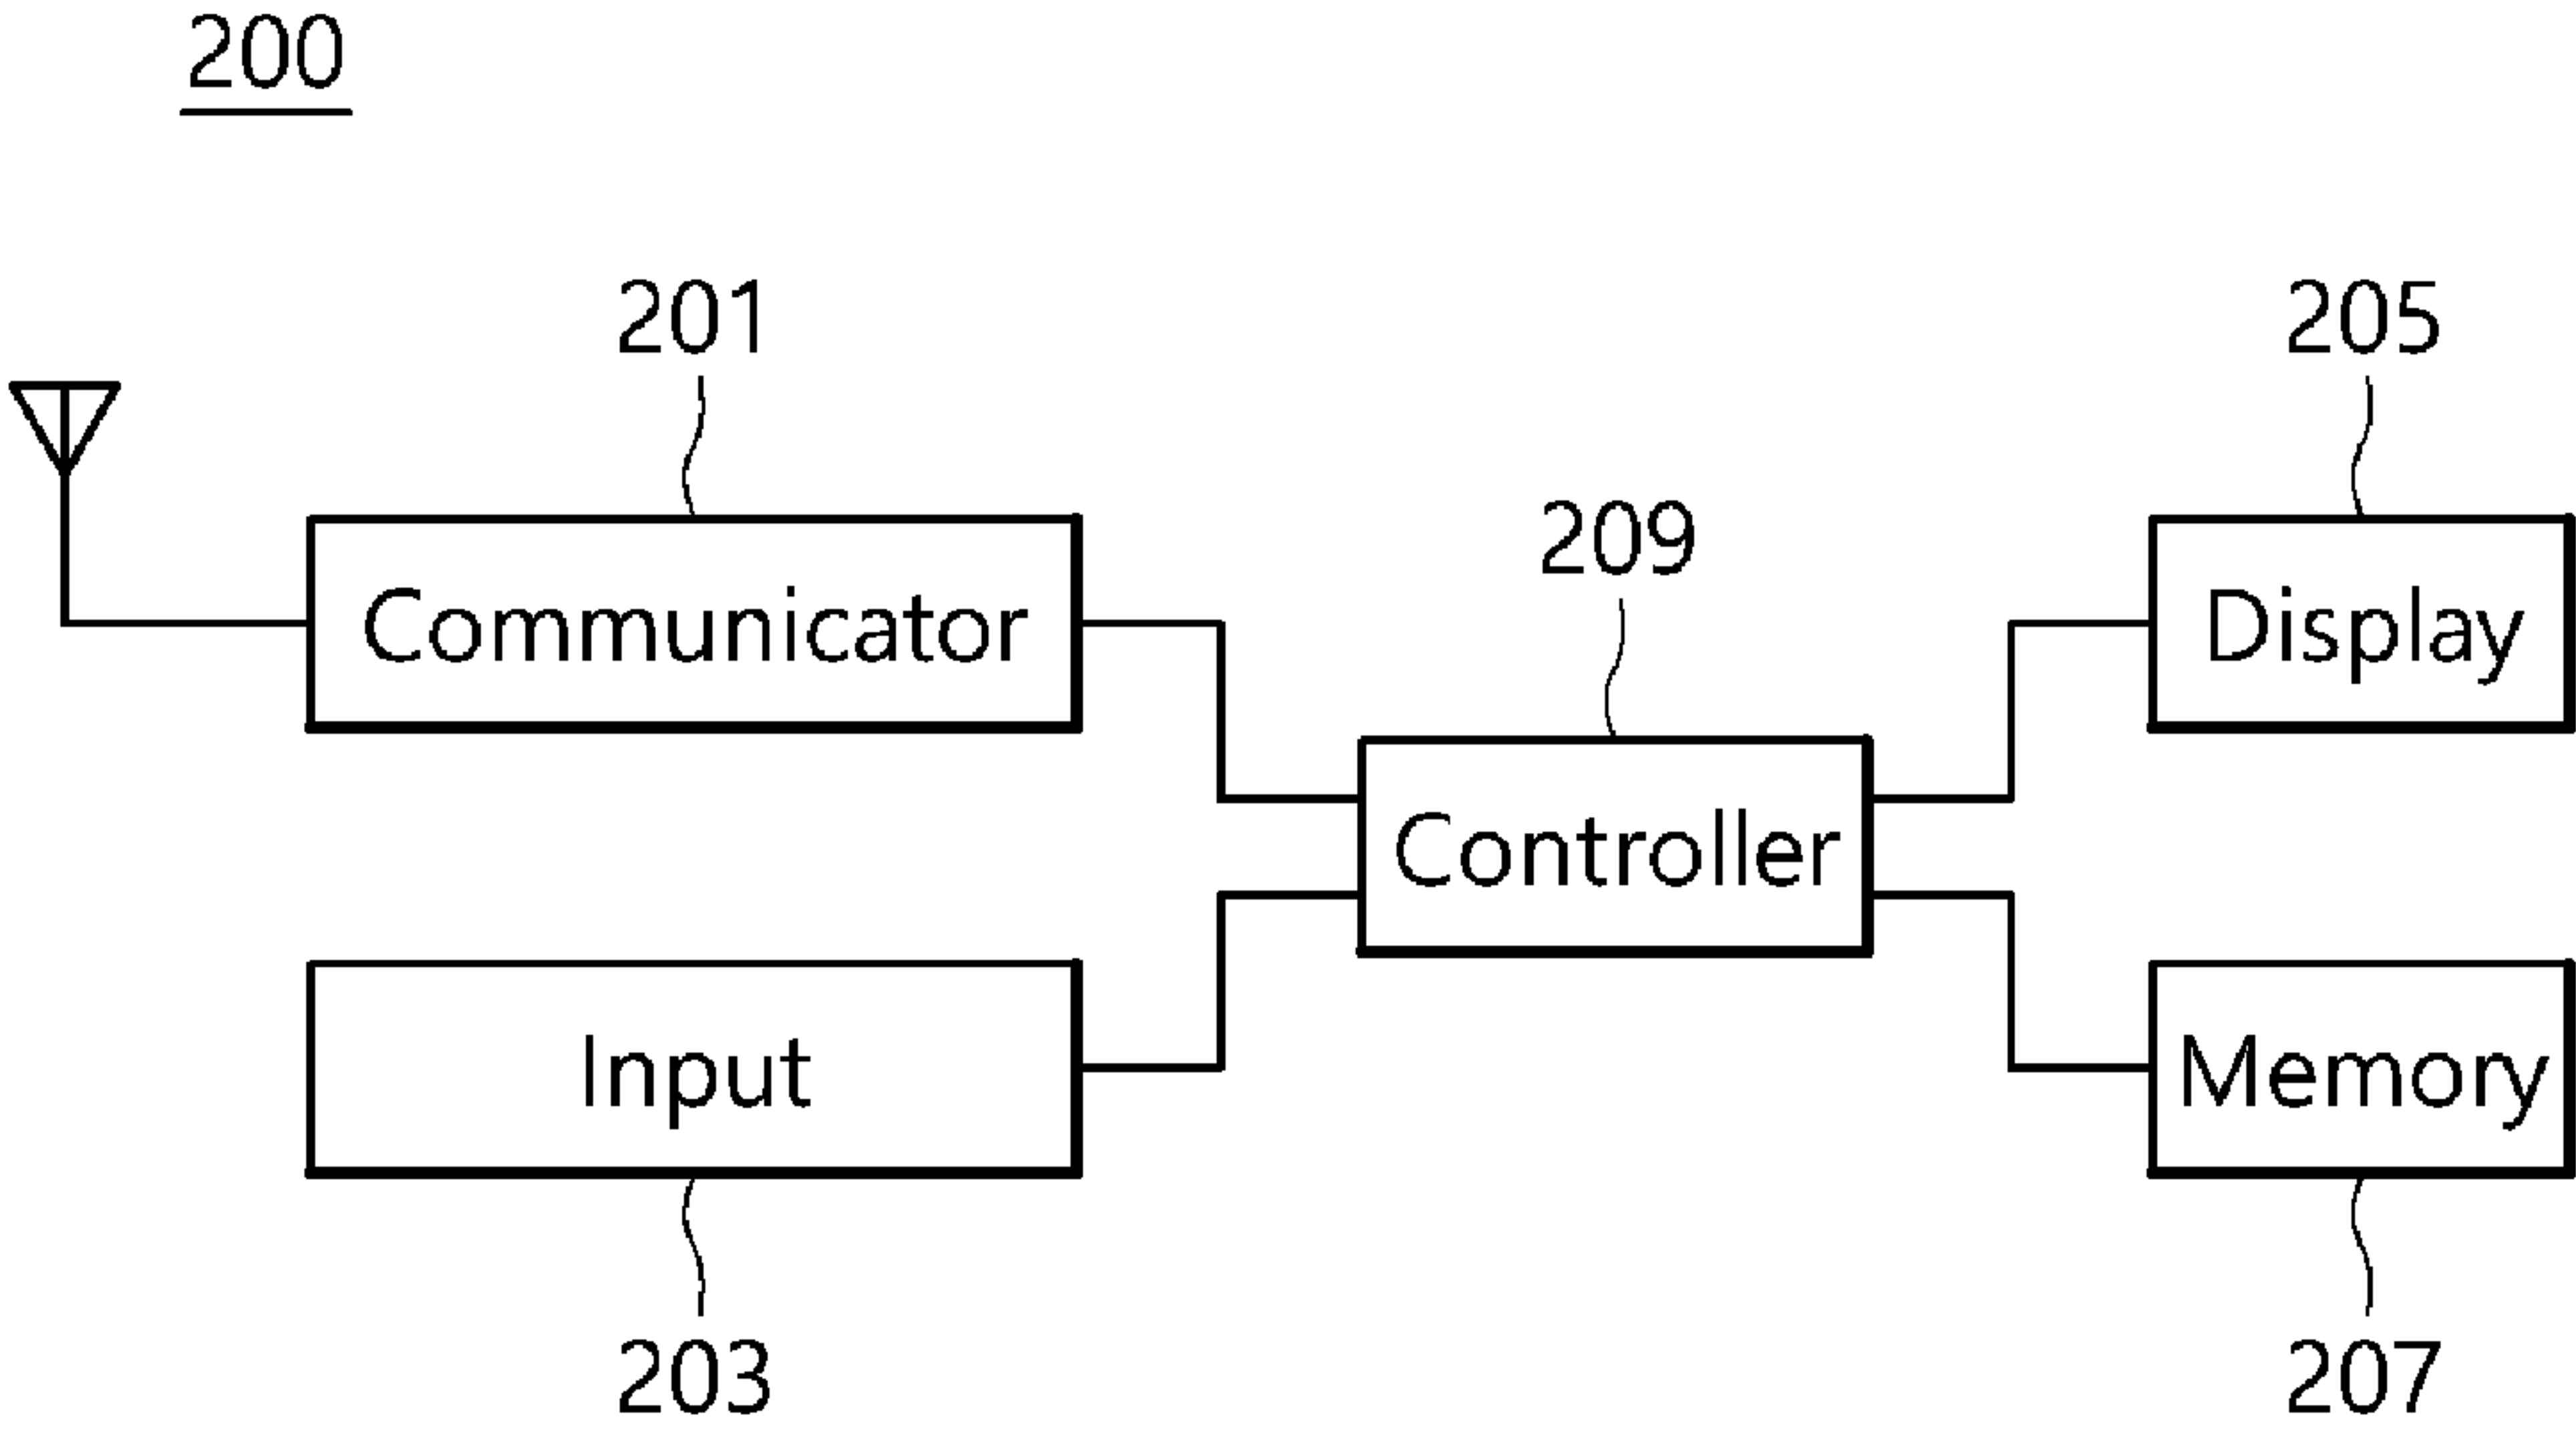 200
201
205
209
Communicator
Display
Controller
Input
Memory
203
207